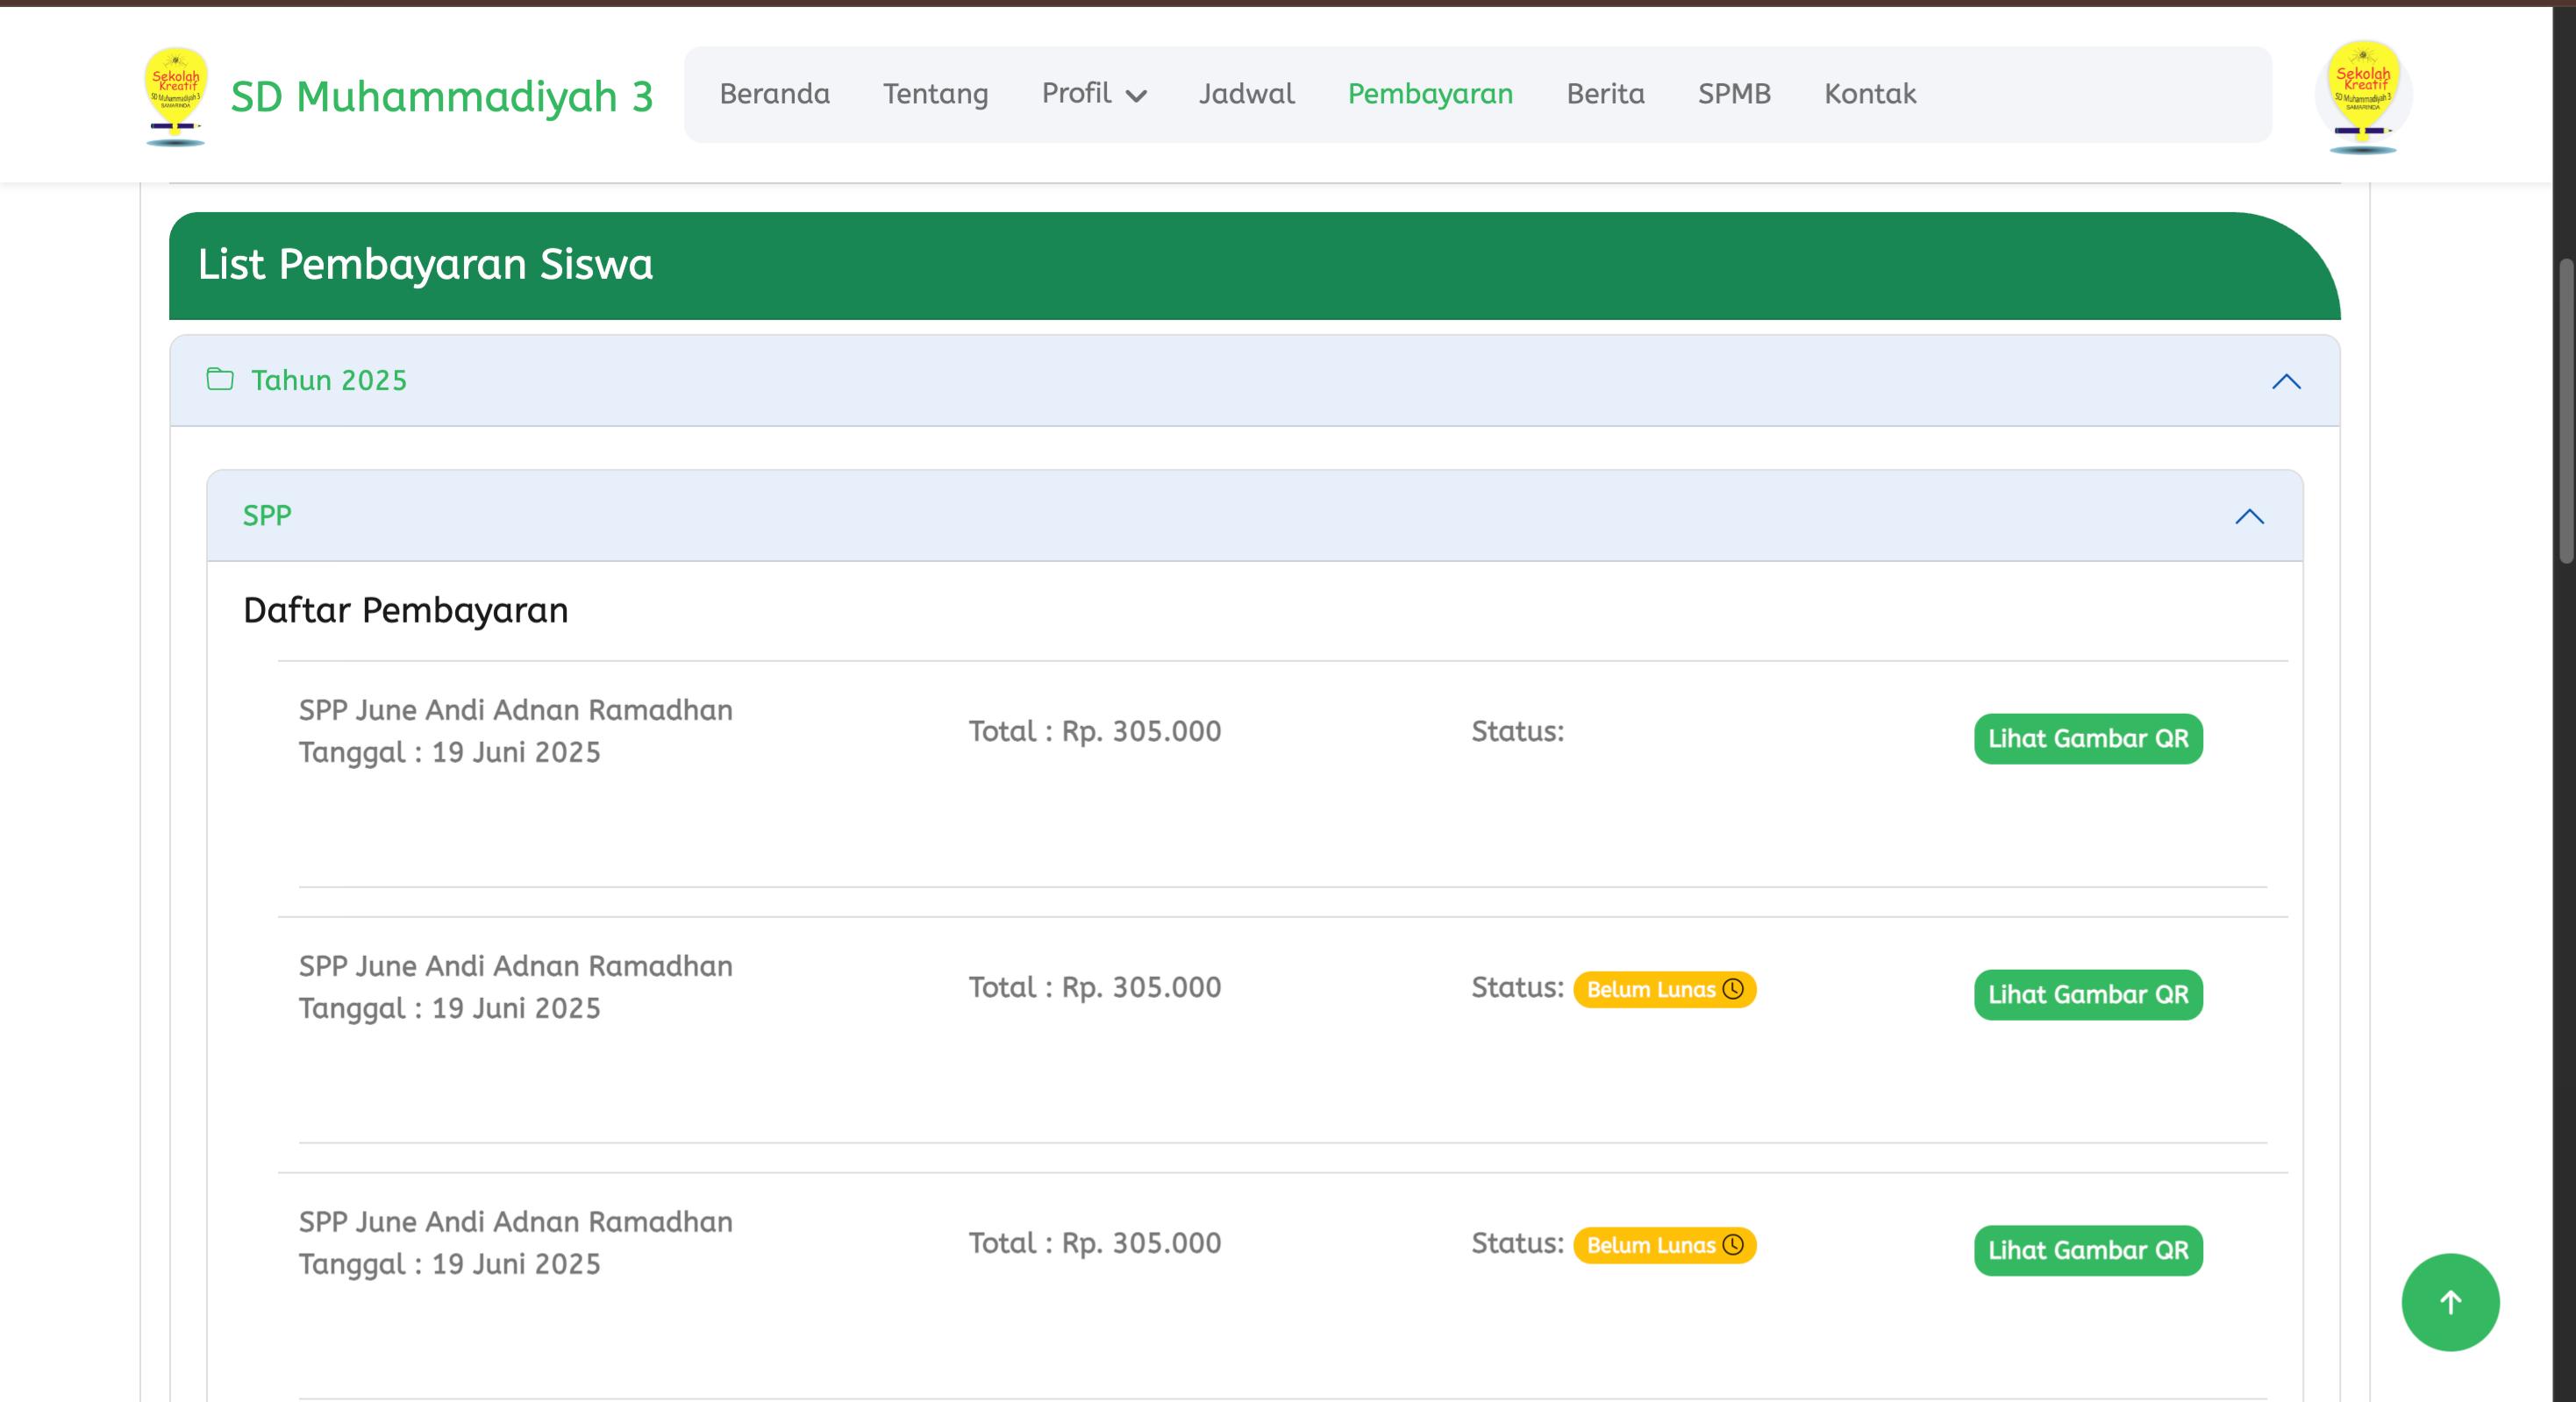 Sekolah
Kreatif
SD Muhammadiyah 3
SAMARINDA
SD Muhammadiyah 3
Beranda
Tentang
Profil
Jadwal
Pembayaran
Berita
SPMB
Kontak
Sekolah
Kreatif
SD Muhammadiyah 3
SAMARINDA
List Pembayaran Siswa
Tahun 2025
SPP
Daftar Pembayaran
SPP June Andi Adnan Ramadhan
Tanggal : 19 Juni 2025
Total : Rp. 305.000
Status:
Lihat Gambar QR
SPP June Andi Adnan Ramadhan
Tanggal : 19 Juni 2025
Total : Rp. 305.000
Status: Belum Lunas
Lihat Gambar QR
SPP June Andi Adnan Ramadhan
Tanggal : 19 Juni 2025
Total : Rp. 305.000
Status: Belum Lunas
Lihat Gambar QR